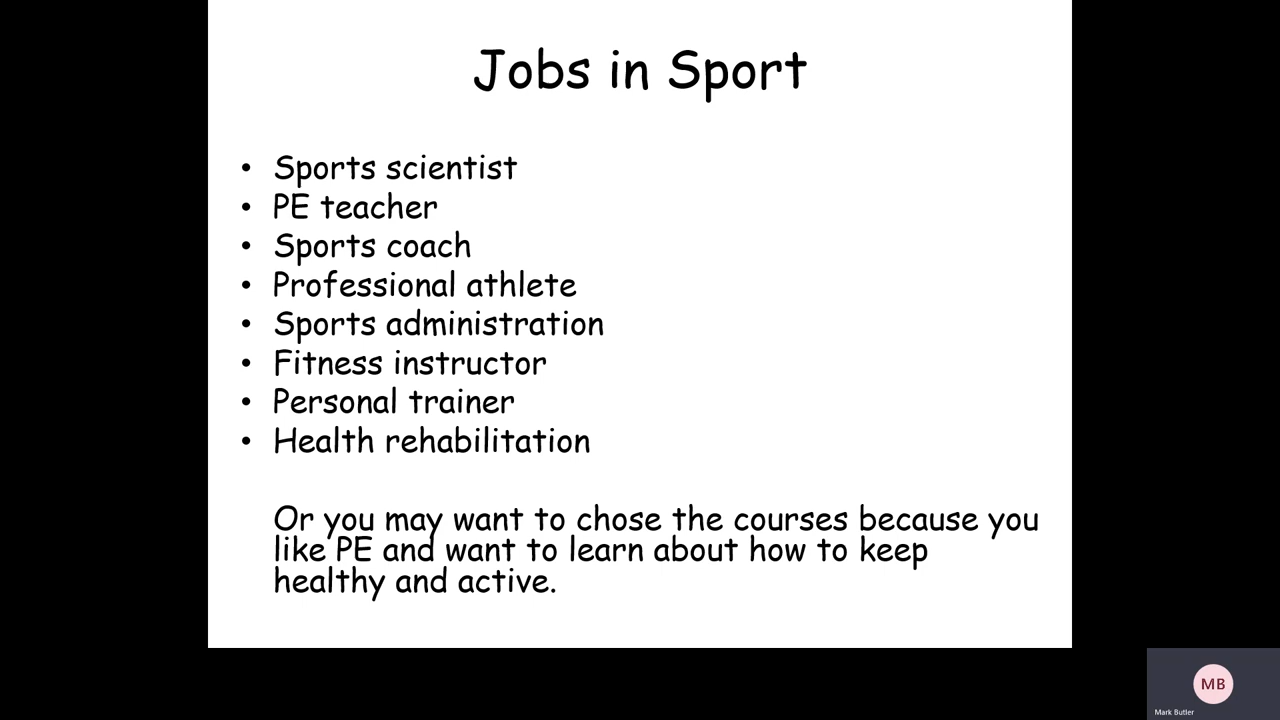 Jobs in Sport
• Sports scientist
• PE teacher
• Sports coach
• Professional athlete
• Sports administration
• Fitness instructor
• Personal trainer
• Health rehabilitation
Or you may want to chose the courses because you
like PE and want to learn about how to keep
healthy and active.
MB
Mark Butler